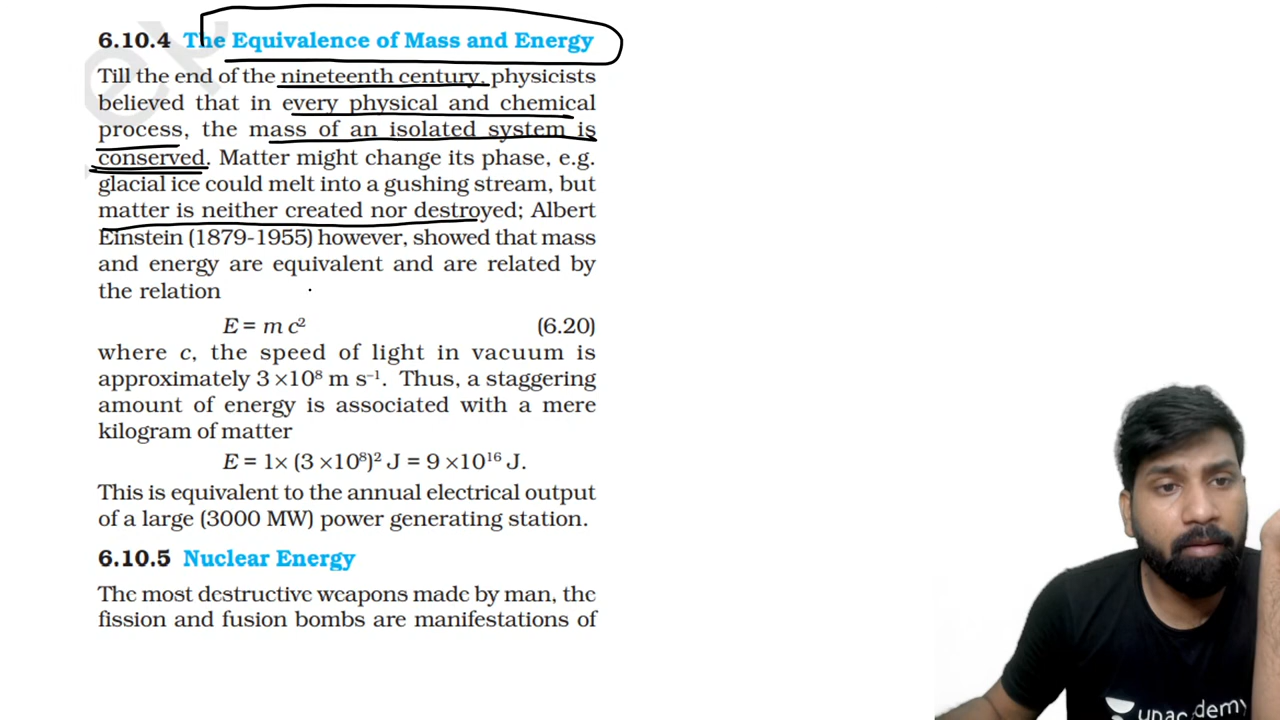 6.10.4 The Equivalence of Mass and Energy
Till the end of the nineteenth century, physicists
believed that in every physical and chemical
process, the mass of an isolated system is
conserved. Matter might change its phase, e.g.
glacial ice could melt into a gushing stream, but
matter is neither created nor destroyed; Albert
Einstein (1879-1955) however, showed that mass
and energy are equivalent and are related by
the relation
E = m c² (6.20)
where c, the speed of light in vacuum is
approximately 3 ×10⁸ m s⁻¹. Thus, a staggering
amount of energy is associated with a mere
kilogram of matter
E = 1× (3 ×10⁸)² J = 9 ×10¹⁶ J.
This is equivalent to the annual electrical output
of a large (3000 MW) power generating station.
6.10.5 Nuclear Energy
The most destructive weapons made by man, the
fission and fusion bombs are manifestations of
unacademy